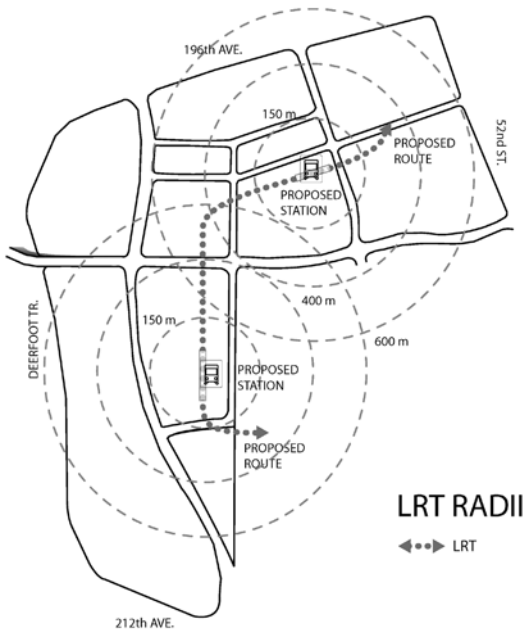 196th AVE.
150 m
52nd ST.
PROPOSED
ROUTE
PROPOSED
STATION
400 m
600 m
DEERFOOT TR.
150 m
PROPOSED
STATION
PROPOSED
ROUTE
LRT RADII
LRT
212th AVE.